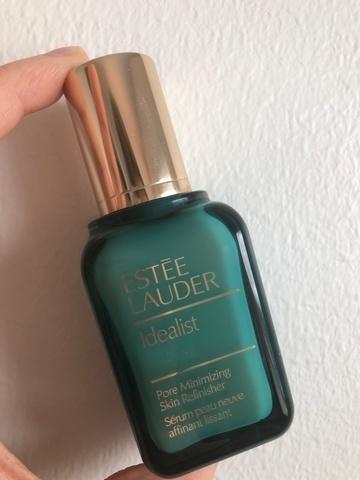 ESTĒE
LAUDER
Idealist
Pore Minimizing
Skin Refinisher
Sérum peau neuve
affinant lissant